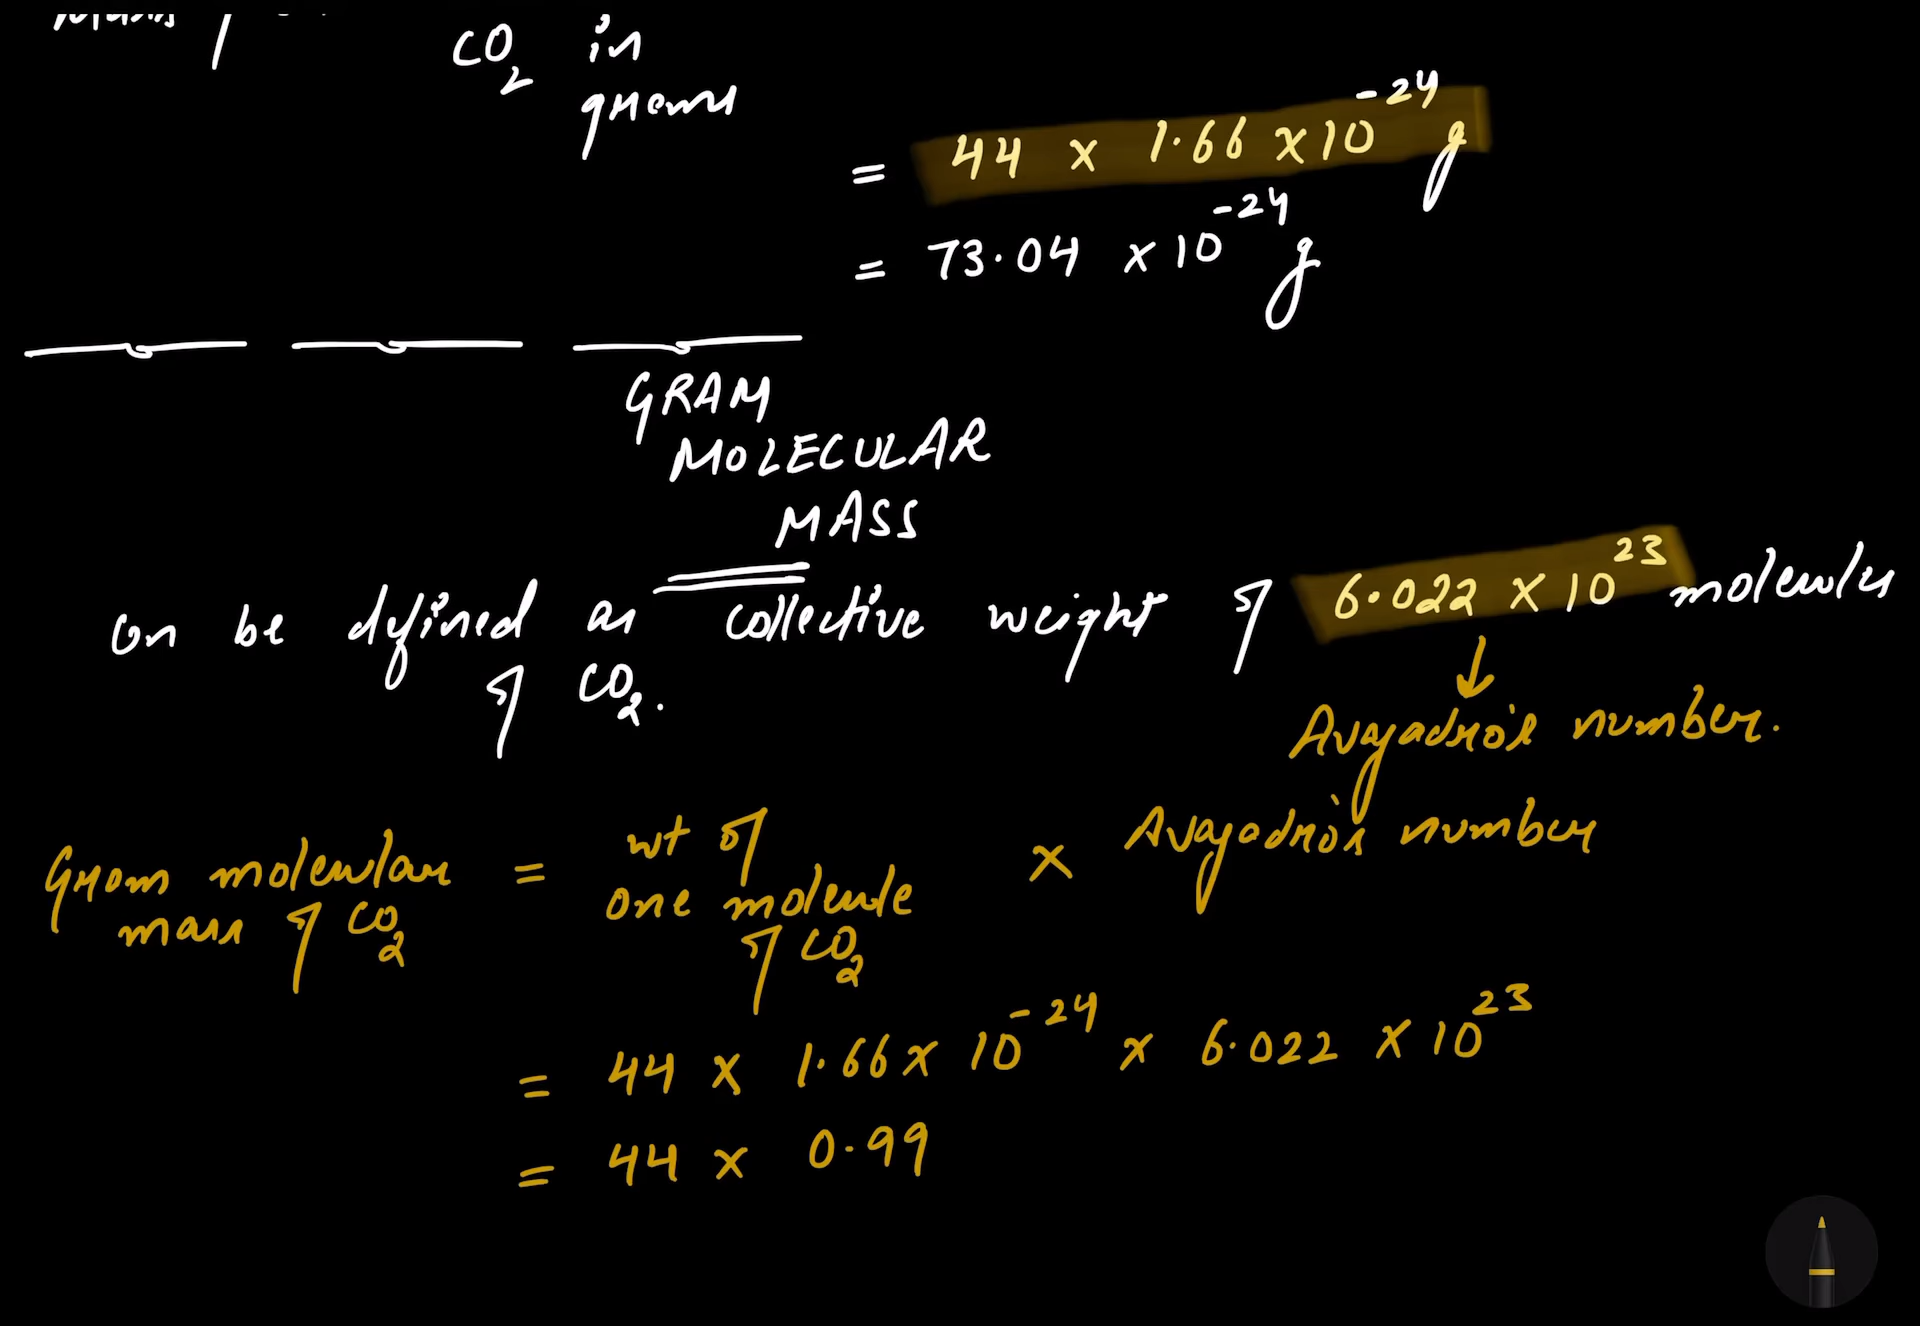 CO2 in
grams
= 44 x 1.66 x 10^-24 g
= 73.04 x 10^-24 g
GRAM
MOLECULAR
MASS
can be defined as collective weight of 6.022 x 10^23 molecules
of CO2.
Avogadro's number.
Gram molecular mass of CO2 = wt of one molecule of CO2 x Avogadro's number
= 44 x 1.66 x 10^-24 x 6.022 x 10^23
= 44 x 0.99